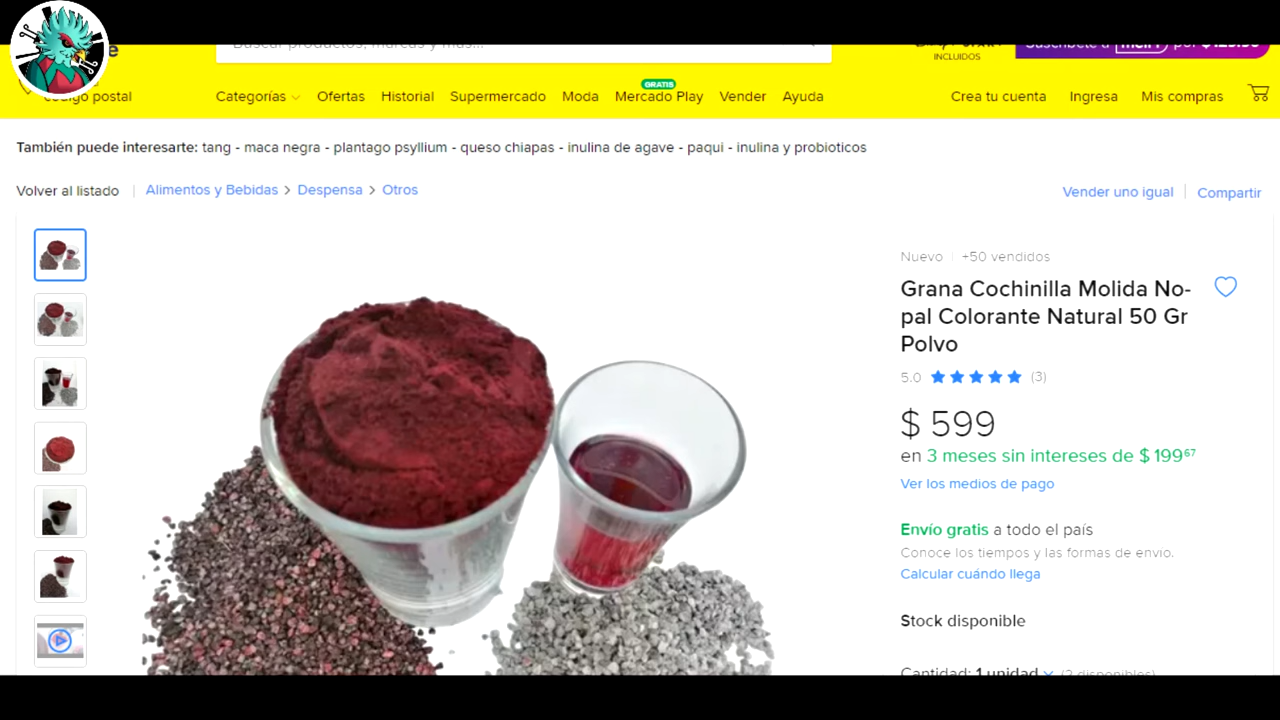 Buscar productos, marcas y más...
INCLUIDOS
Suscríbete a meli+ por
código postal
Categorías
Ofertas
Historial
Supermercado
Moda
GRATIS
Mercado Play
Vender
Ayuda
Crea tu cuenta
Ingresa
Mis compras
También puede interesarte: tang - maca negra - plantago psyllium - queso chiapas - inulina de agave - paqui - inulina y probioticos
Volver al listado
Alimentos y Bebidas > Despensa > Otros
Vender uno igual
Compartir
Nuevo | +50 vendidos
Grana Cochinilla Molida No-
pal Colorante Natural 50 Gr
Polvo
5.0 (3)
$ 599
en 3 meses sin intereses de $ 199⁶⁷
Ver los medios de pago
Envío gratis a todo el país
Conoce los tiempos y las formas de envío.
Calcular cuándo llega
Stock disponible
Cantidad: 1 unidad (2 disponibles)